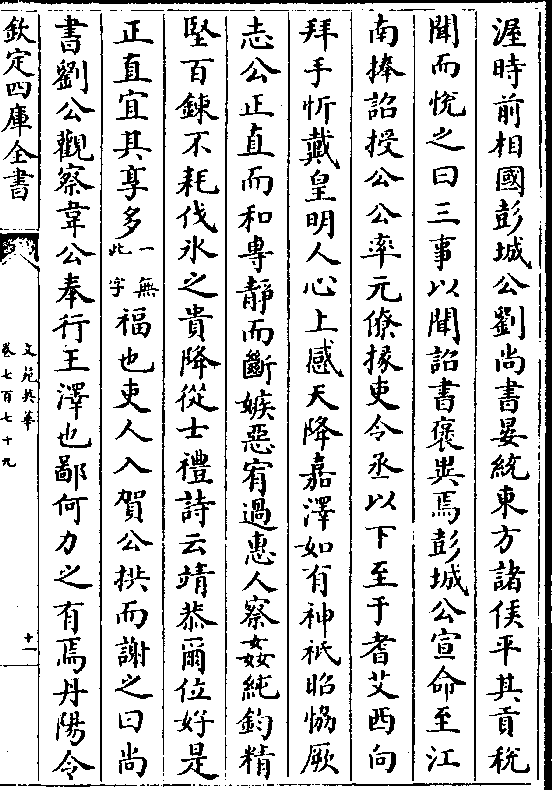 渥時前相國彭城公劉尚書晏統東方諸侯平其貢稅
聞而悅之曰三事以聞詔書褒異焉彭城公宣命至江
南捧詔授公公率元僚掾吏令丞以下至于耆艾西向
拜手忻戴皇明人心上感天降嘉澤如有神祇昭恊厥
志公正直而和專靜而斷嫉惡宥過惠人察姦純鈞精
堅百鍊不耗伐氷之貴降從士禮詩云靖恭爾位好是
正直宜其享多一無此字福也吏人入賀公拱而謝之曰尚
書劉公觀察韋公奉行王澤也鄙何力之有焉丹陽令
欽定四庫全書
文苑英華
卷七百七十九
十一